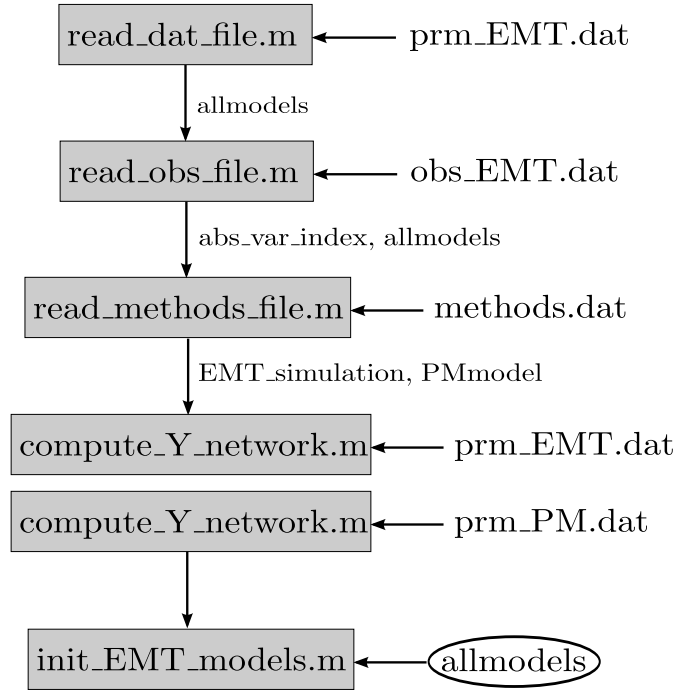 read_dat_file.m
prm_EMT.dat
allmodels
read_obs_file.m
obs_EMT.dat
abs_var_index, allmodels
read_methods_file.m
methods.dat
EMT_simulation, PMmodel
compute_Y_network.m
prm_EMT.dat
compute_Y_network.m
prm_PM.dat
init_EMT_models.m
allmodels